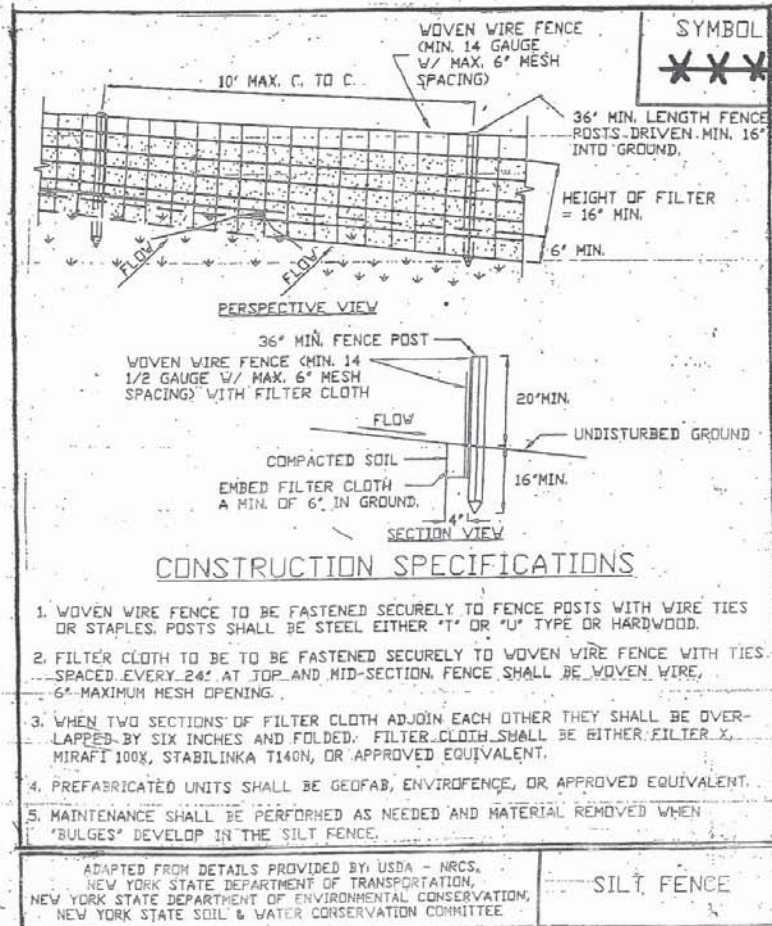 WOVEN WIRE FENCE
(MIN. 14 GAUGE
W/ MAX. 6" MESH
SPACING)
SYMBOL
10' MAX. C. TO C.
36" MIN. LENGTH FENCE
POSTS DRIVEN MIN. 16"
INTO GROUND.
HEIGHT OF FILTER
= 16" MIN.
6" MIN.
FLOW
FLOW
PERSPECTIVE VIEW
36" MIN. FENCE POST
WOVEN WIRE FENCE (MIN. 14
1/2 GAUGE W/ MAX. 6" MESH
SPACING) WITH FILTER CLOTH
20"MIN.
FLOW
UNDISTURBED GROUND
COMPACTED SOIL
16"MIN.
EMBED FILTER CLOTH
A MIN. OF 6" IN GROUND.
4"
SECTION VIEW
CONSTRUCTION SPECIFICATIONS
1. WOVEN WIRE FENCE TO BE FASTENED SECURELY TO FENCE POSTS WITH WIRE TIES
OR STAPLES. POSTS SHALL BE STEEL EITHER "T" OR "U" TYPE OR HARDWOOD.
2. FILTER CLOTH TO BE TO BE FASTENED SECURELY TO WOVEN WIRE FENCE WITH TIES
SPACED EVERY 24" AT TOP AND MID-SECTION. FENCE SHALL BE WOVEN WIRE,
6" MAXIMUM MESH OPENING.
3. WHEN TWO SECTIONS OF FILTER CLOTH ADJOIN EACH OTHER THEY SHALL BE OVER-
LAPPED BY SIX INCHES AND FOLDED. FILTER CLOTH SHALL BE EITHER FILTER X,
MIRAFI 100X, STABILINKA T140N, OR APPROVED EQUIVALENT.
4. PREFABRICATED UNITS SHALL BE GEOFAB, ENVIROFENCE, OR APPROVED EQUIVALENT.
5. MAINTENANCE SHALL BE PERFORMED AS NEEDED AND MATERIAL REMOVED WHEN
"BULGES" DEVELOP IN THE SILT FENCE.
ADAPTED FROM DETAILS PROVIDED BY: USDA - NRCS,
NEW YORK STATE DEPARTMENT OF TRANSPORTATION,
NEW YORK STATE DEPARTMENT OF ENVIRONMENTAL CONSERVATION,
NEW YORK STATE SOIL & WATER CONSERVATION COMMITTEE
SILT FENCE